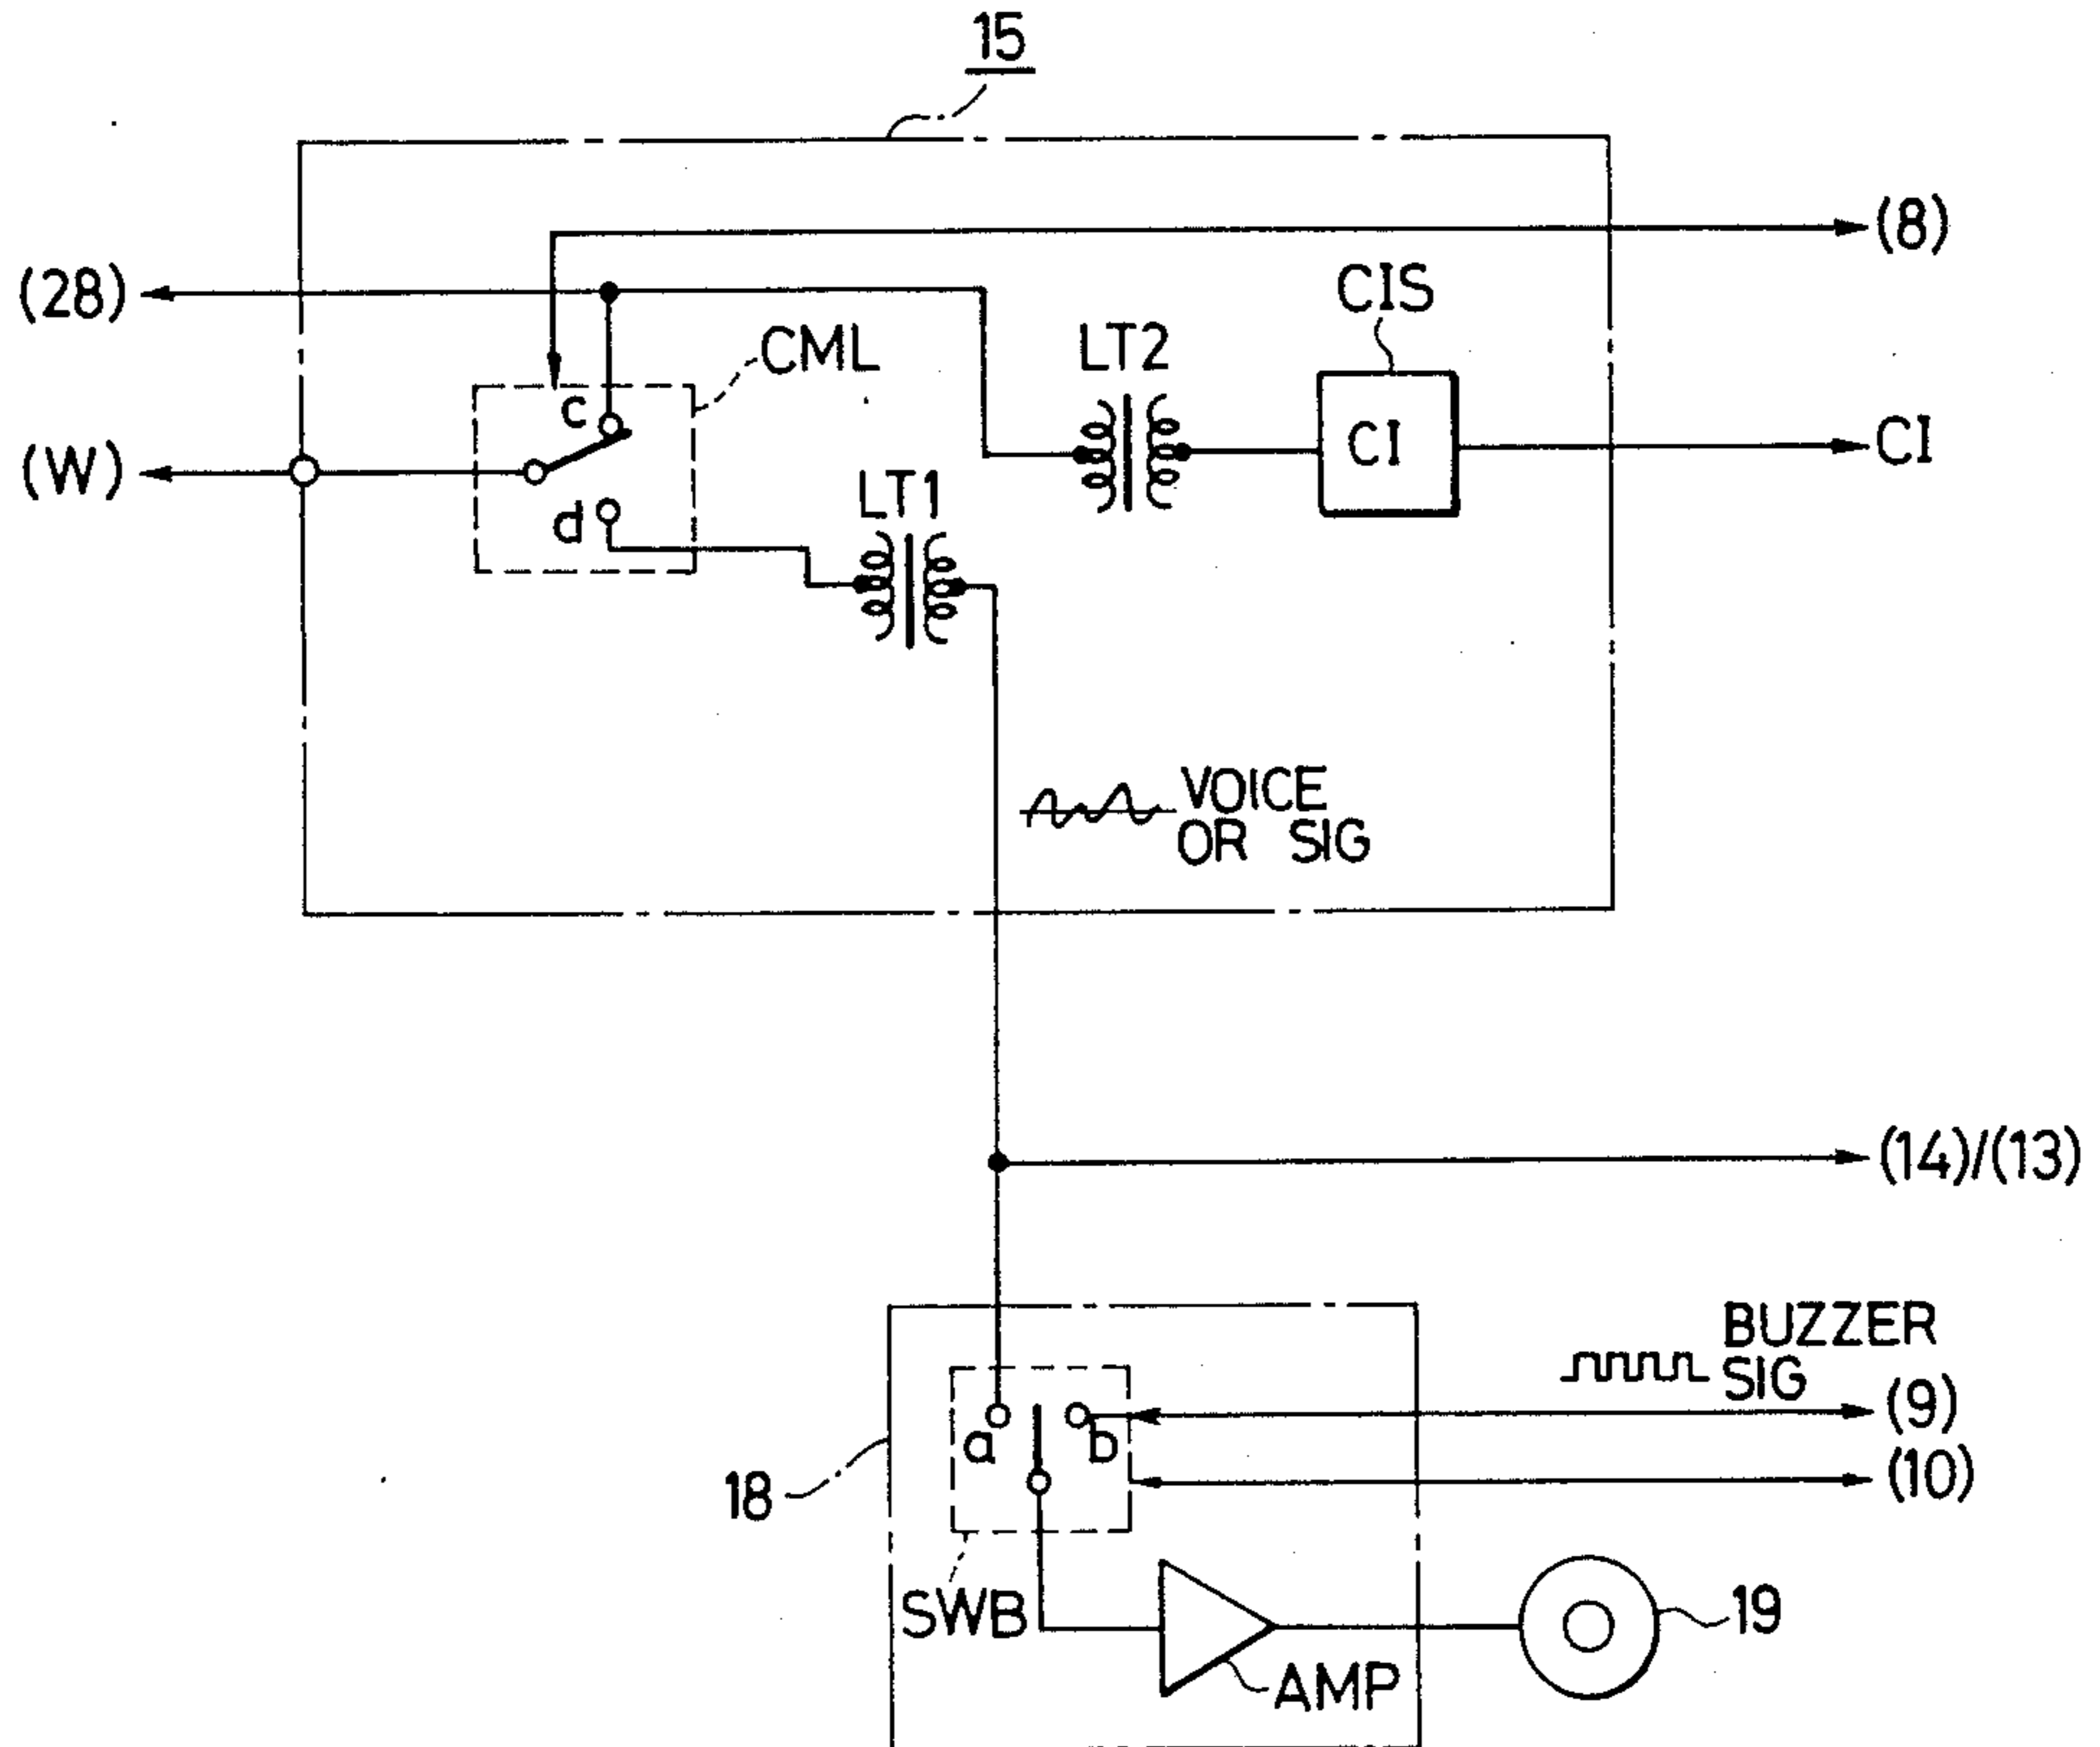 15
(8)
(28)
CIS
CML
LT2
c
CI
CI
(W)
LT1
d
VOICE
OR SIG
(14)/(13)
BUZZER
SIG
(9)
a
b
(10)
18
SWB
19
AMP